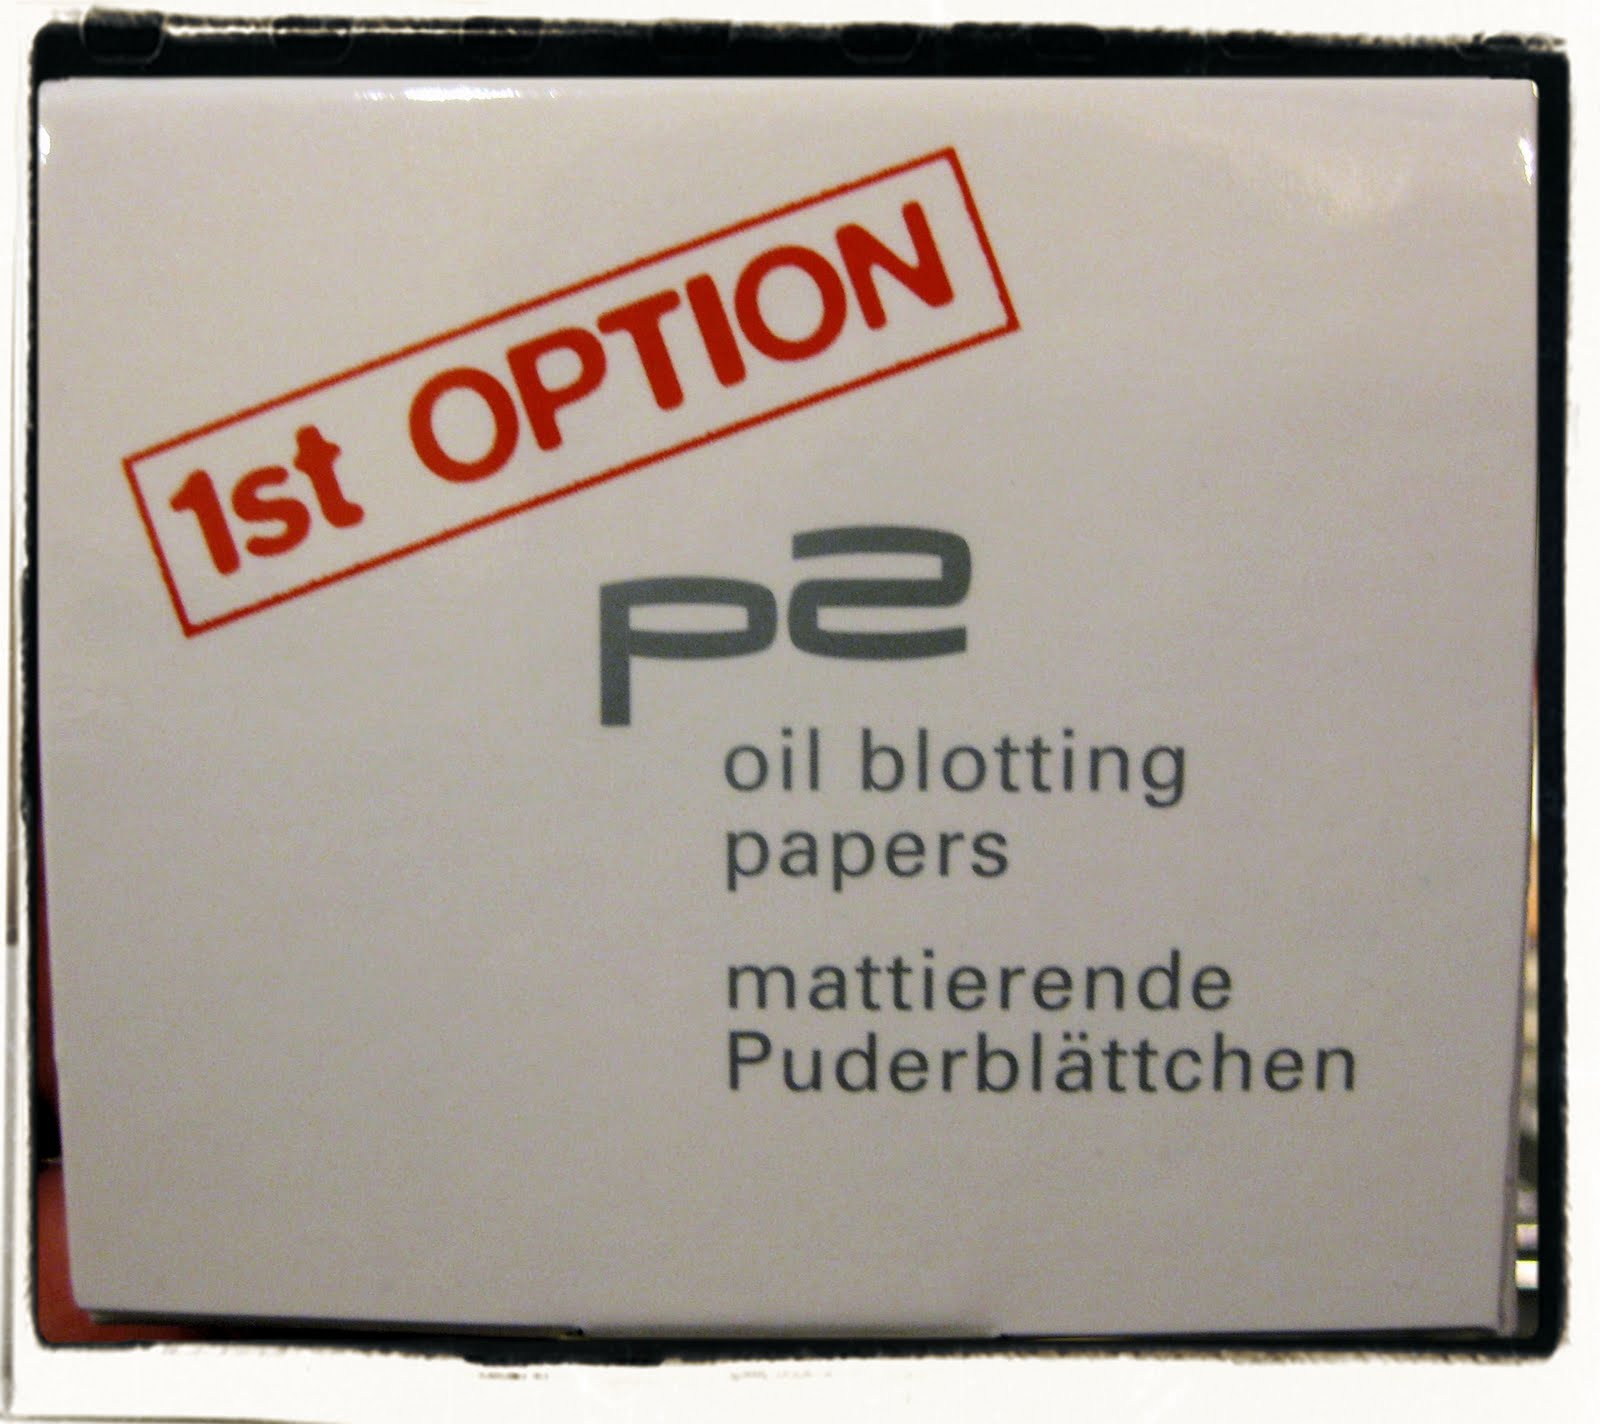 1st OPTION
p2
oil blotting
papers
mattierende
Puderblättchen